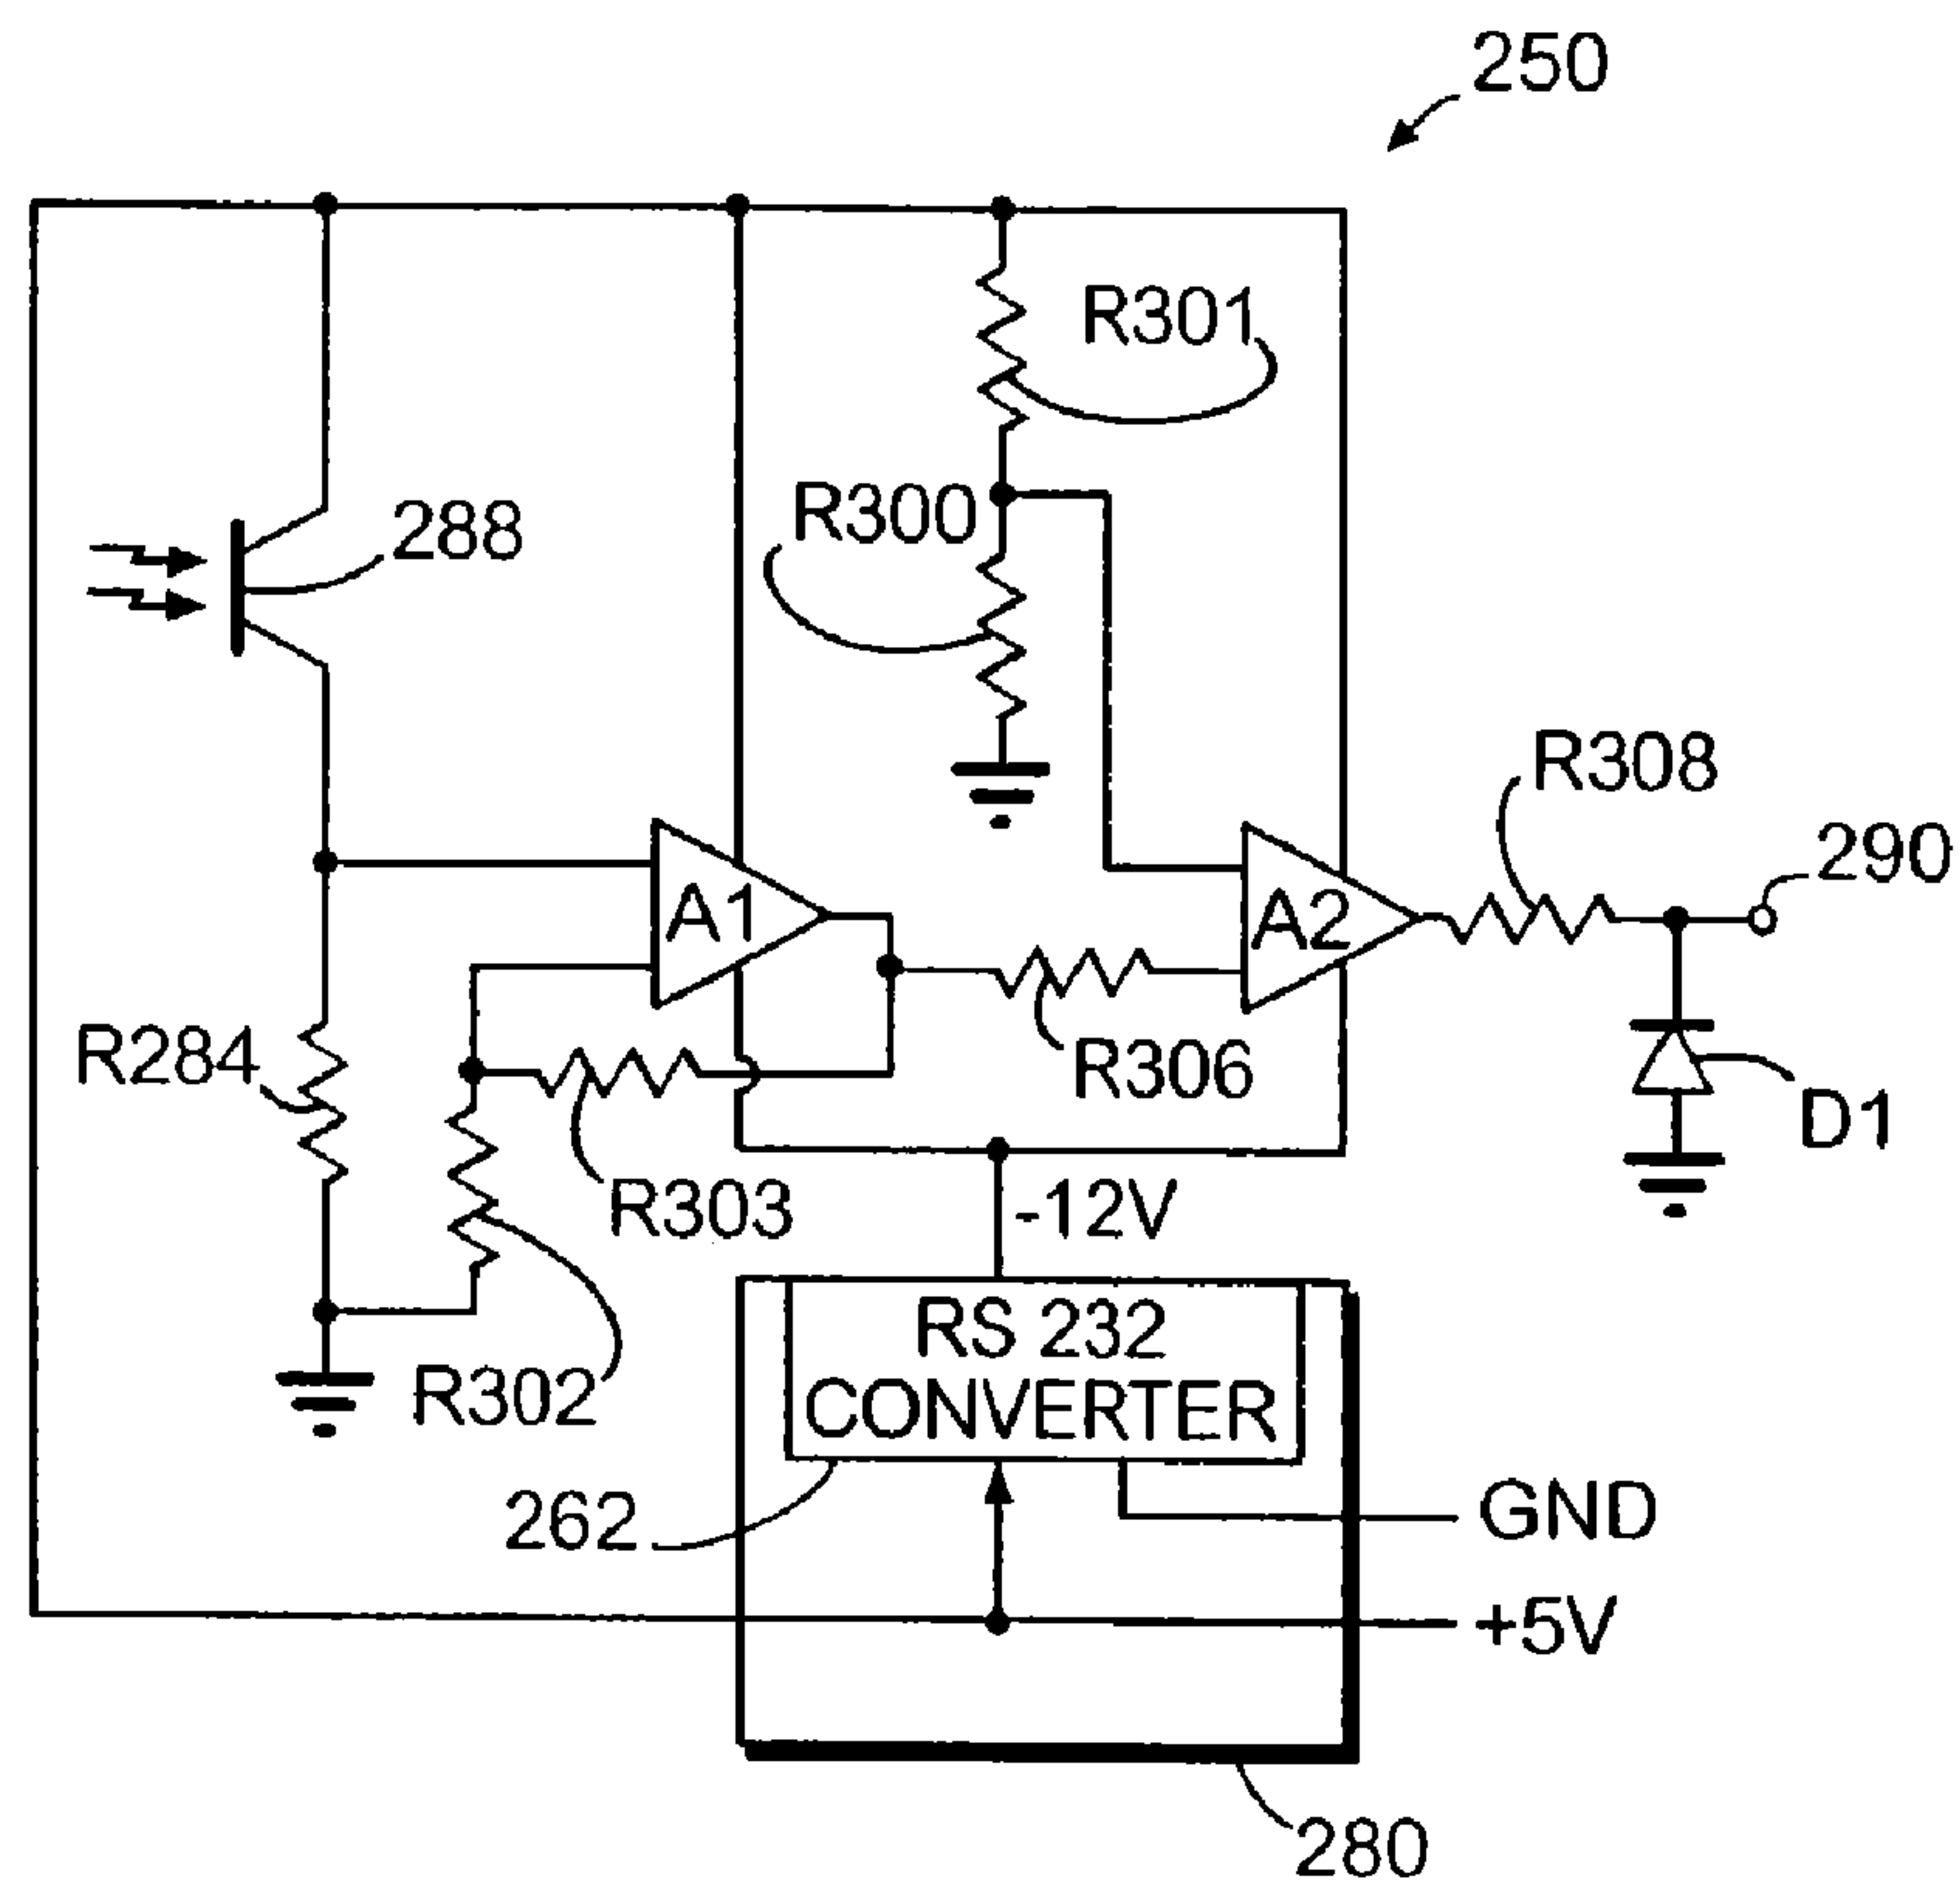 250
R301
288
R300
R308
290
A1
A2
R284
R306
D1
R303
-12V
RS 232
CONVERTER
R302
262
GND
+5V
280